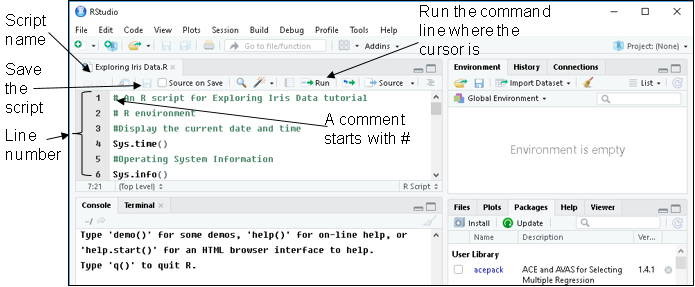 Script
name
Save
the
script
Line
number
Run the command
line where the
cursor is
A comment
starts with #
RStudio
File Edit Code View Plots Session Build Debug Profile Tools Help
Go to file/function Addins Project: (None)
Exploring Iris Data.R
Source on Save Run Source
1 # An R script for Exploring Iris Data tutorial
2 # R environment
3 #Display the current date and time
4 Sys.time()
5 #Operating System Information
6 Sys.info()
7:21 (Top Level) R Script
Console Terminal
~/
Type 'demo()' for some demos, 'help()' for on-line help, or
'help.start()' for an HTML browser interface to help.
Type 'q()' to quit R.
Environment History Connections
Import Dataset List
Global Environment
Environment is empty
Files Plots Packages Help Viewer
Install Update
Name Description Ver...
User Library
acepack ACE and AVAS for Selecting 1.4.1
Multiple Regression